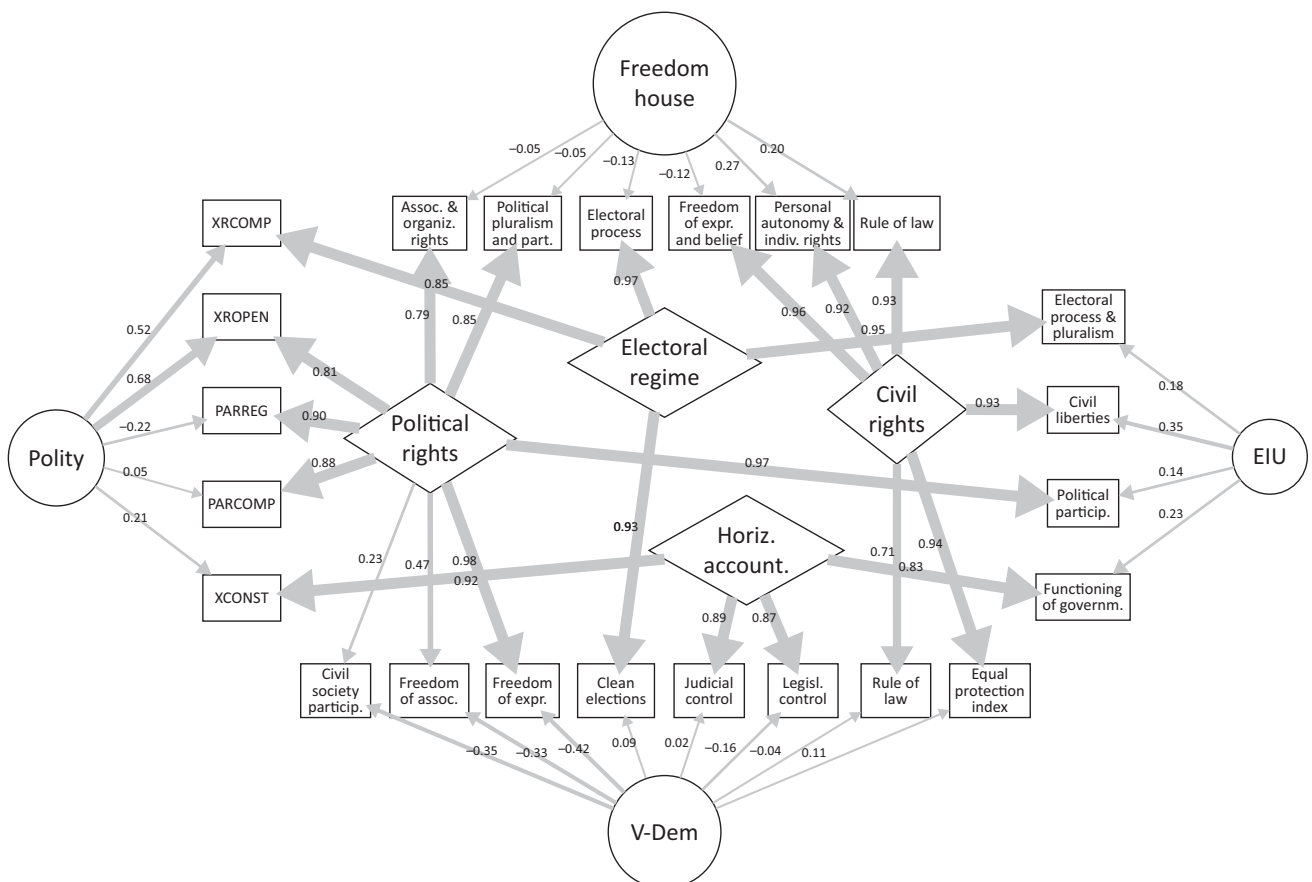 Freedom
house
−0.05
−0.05
−0.13
−0.12
0.27
0.20
XRCOMP
Assoc. &
organiz.
rights
Political
pluralism
and part.
Electoral
process
Freedom
of expr.
and belief
Personal
autonomy &
indiv. rights
Rule of law
0.85
0.79
0.85
0.97
0.96
0.92
0.93
0.95
0.52
XROPEN
Electoral
process &
pluralism
Electoral
regime
0.68
0.81
0.18
PARREG
0.90
Political
rights
Civil
rights
0.93
Civil
liberties
−0.22
0.35
Polity
EIU
0.05
0.88
0.97
0.14
PARCOMP
Political
particip.
0.21
0.23
0.93
Horiz.
account.
0.23
0.47
0.98
0.92
0.71
0.94
0.83
XCONST
Functioning
of governm.
0.89
0.87
Civil
society
particip.
Freedom
of assoc.
Freedom
of expr.
Clean
elections
Judicial
control
Legisl.
control
Rule of
law
Equal
protection
index
−0.35
−0.33
−0.42
0.09
0.02
−0.16
−0.04
0.11
V-Dem